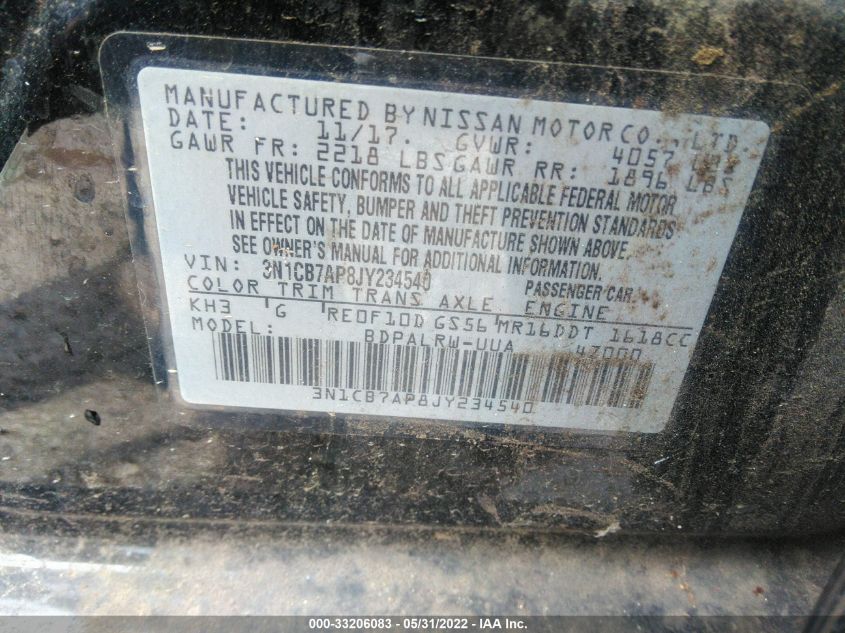 MANUFACTURED BY NISSAN MOTOR CO., LTD.
DATE: 11/17. GVWR: 4057 LBS
GAWR FR: 2218 LBS GAWR RR: 1896 LBS
THIS VEHICLE CONFORMS TO ALL APPLICABLE FEDERAL MOTOR
VEHICLE SAFETY, BUMPER AND THEFT PREVENTION STANDARDS
IN EFFECT ON THE DATE OF MANUFACTURE SHOWN ABOVE.
SEE OWNER'S MANUAL FOR ADDITIONAL INFORMATION.
VIN: 3N1CB7AP8JY234540 PASSENGER CAR
COLOR TRIM TRANS AXLE ENGINE
KH3 G RE0F10D GS56 MR16DDT 1618CC
MODEL: BDPALRW-UUA 47000
3N1CB7AP8JY234540
000-33206083 - 05/31/2022 - IAA Inc.